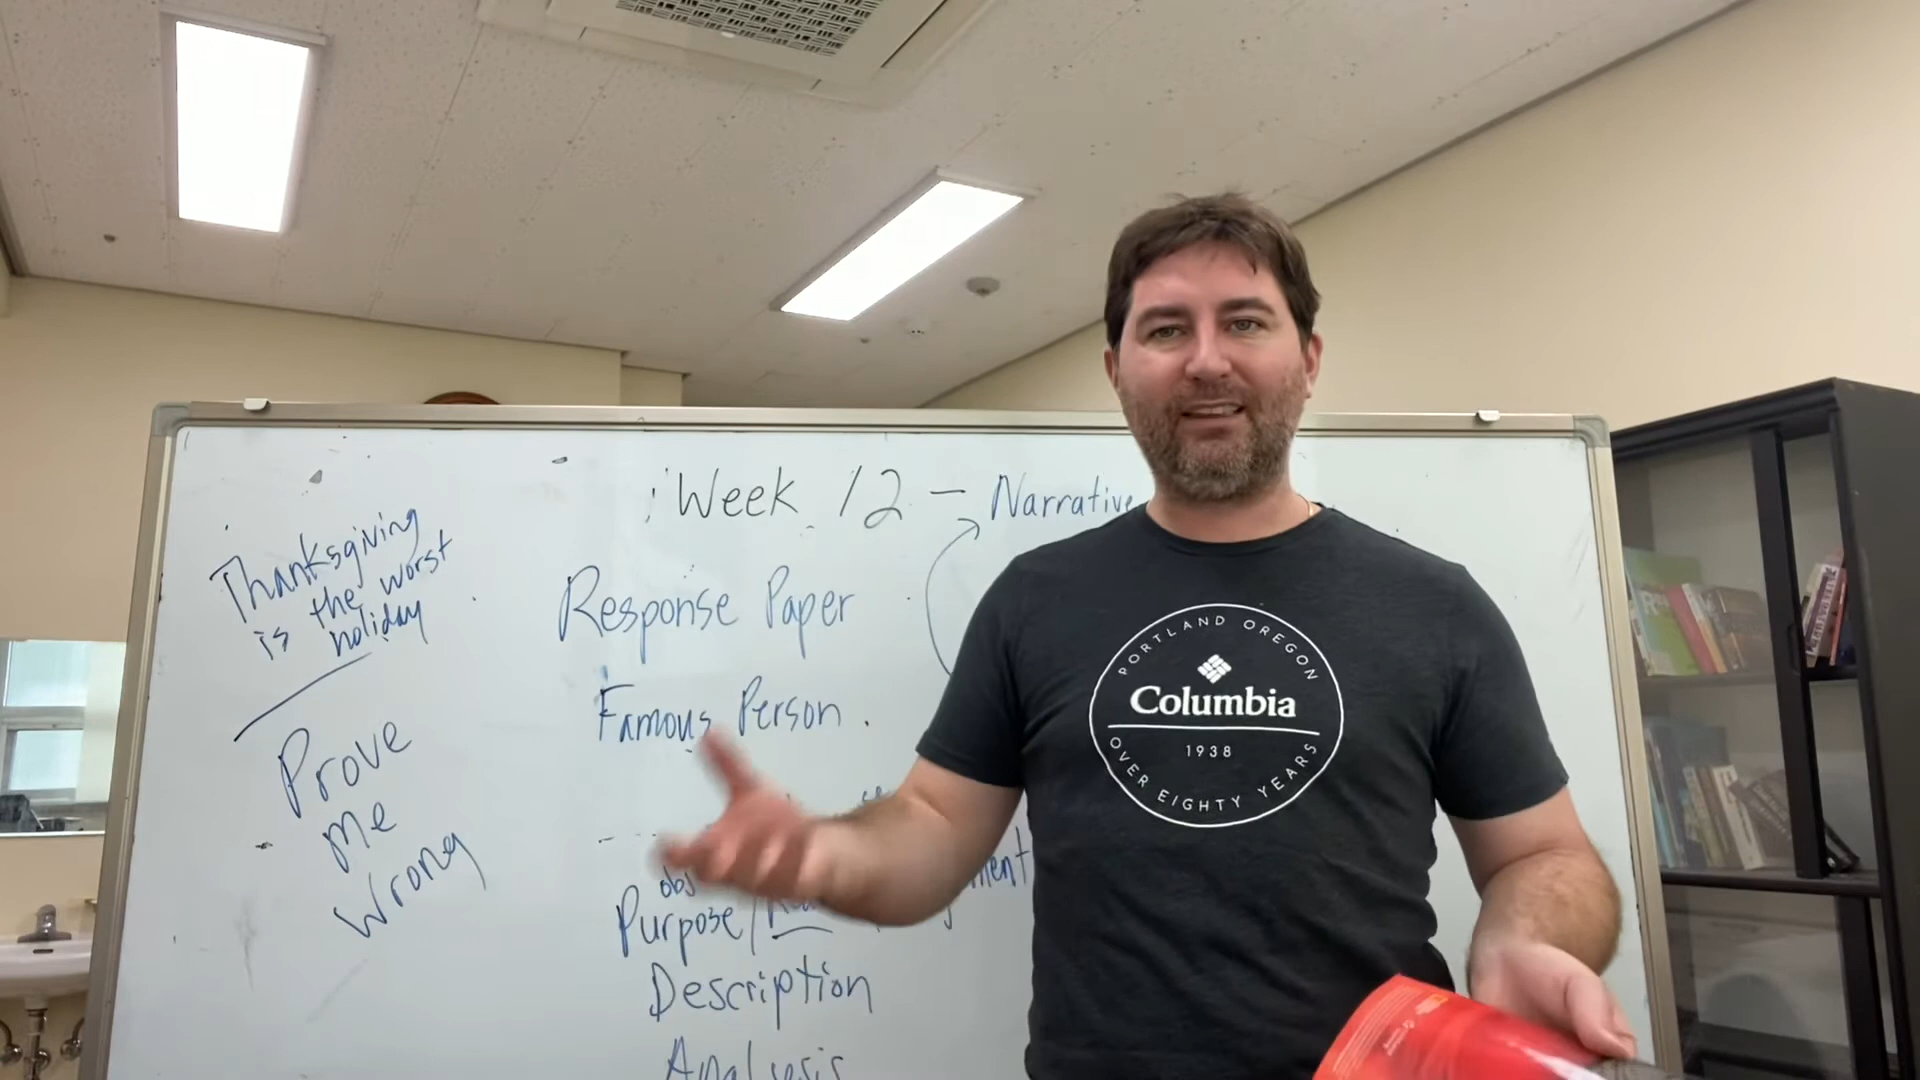 Week 12 – Narrative
Thanksgiving
is the worst
holiday
Prove
me
wrong
Response Paper
Famous Person.
Purpose/
Description
Analysis
PORTLAND OREGON
Columbia
1938
OVER EIGHTY YEARS